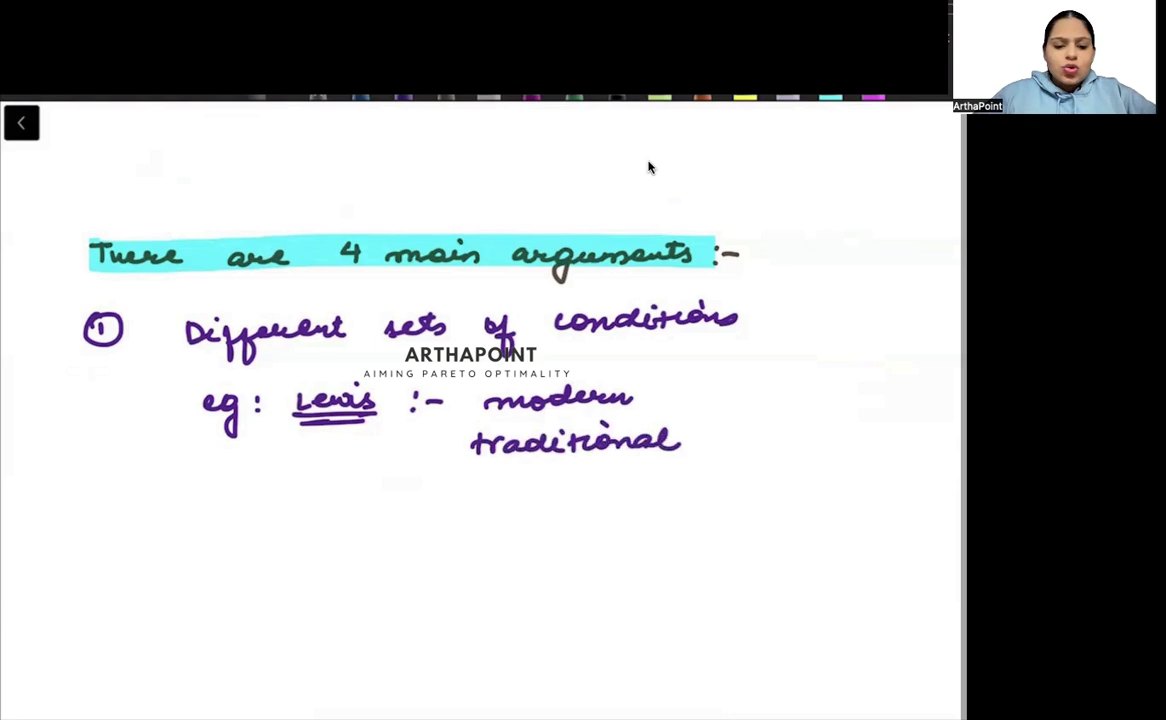 ArthaPoint
There are 4 main arguments :-
① Different sets of conditions
ARTHAPOINT
AIMING PARETO OPTIMALITY
eg : Lewis :- modern
traditional